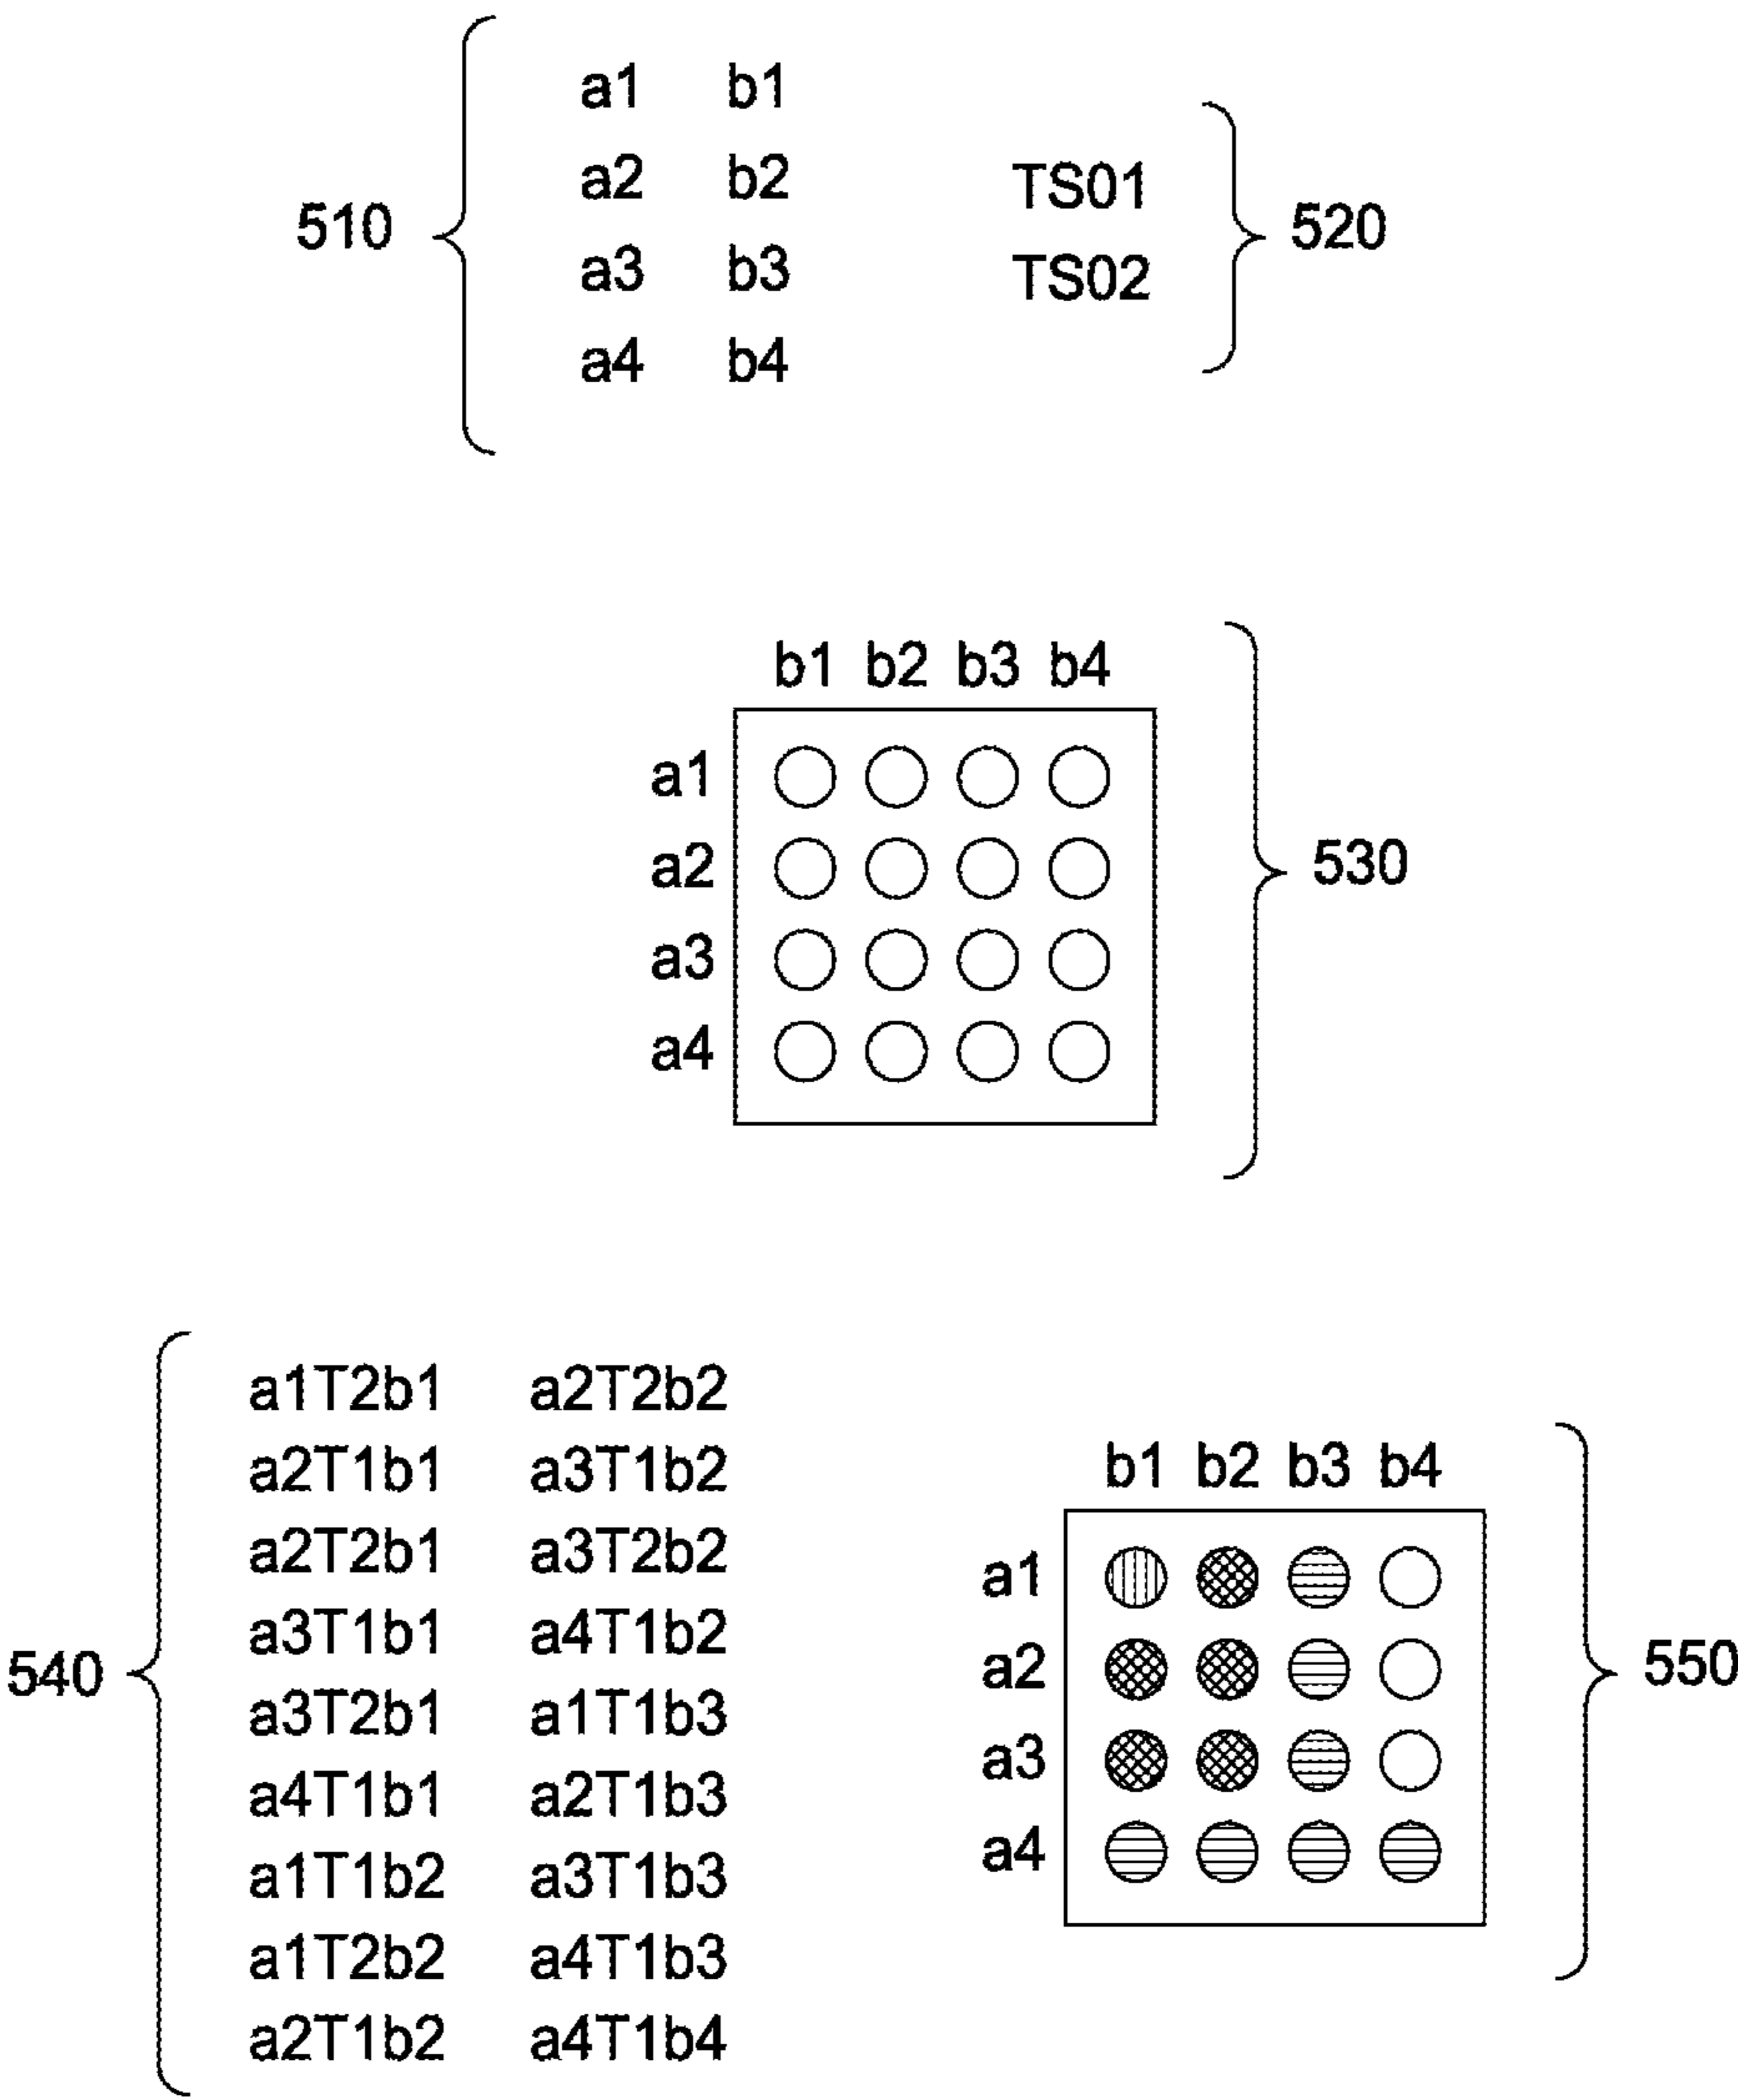 a1 b1
a2 b2 TS01
510 520
a3 b3 TS02
a4 b4
b1 b2 b3 b4
a1
a2
530
a3
a4
a1T2b1 a2T2b2
a2T1b1 a3T1b2
a2T2b1 a3T2b2
a3T1b1 a4T1b2
540
a3T2b1 a1T1b3
a4T1b1 a2T1b3
a1T1b2 a3T1b3
a1T2b2 a4T1b3
a2T1b2 a4T1b4
b1 b2 b3 b4
a1
a2
550
a3
a4